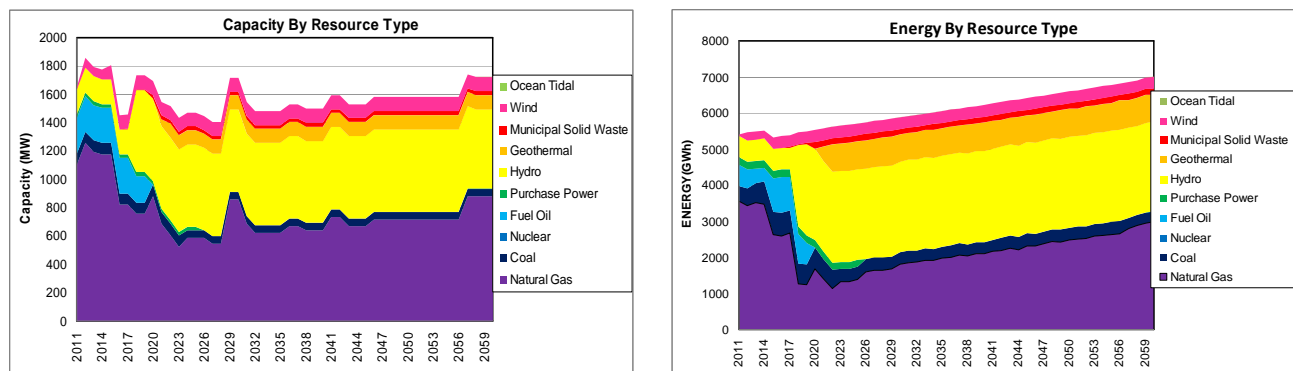 Capacity By Resource Type
Capacity (MW)
2000
1800
1600
1400
1200
1000
800
600
400
200
0
2011
2014
2017
2020
2023
2026
2029
2032
2035
2038
2041
2044
2047
2050
2053
2056
2059
Ocean Tidal
Wind
Municipal Solid Waste
Geothermal
Hydro
Purchase Power
Fuel Oil
Nuclear
Coal
Natural Gas
Energy By Resource Type
ENERGY(GWh)
8000
7000
6000
5000
4000
3000
2000
1000
0
2011
2014
2017
2020
2023
2026
2029
2032
2035
2038
2041
2044
2047
2050
2053
2056
2059
Ocean Tidal
Wind
Municipal Solid Waste
Geothermal
Hydro
Purchase Power
Fuel Oil
Nuclear
Coal
Natural Gas